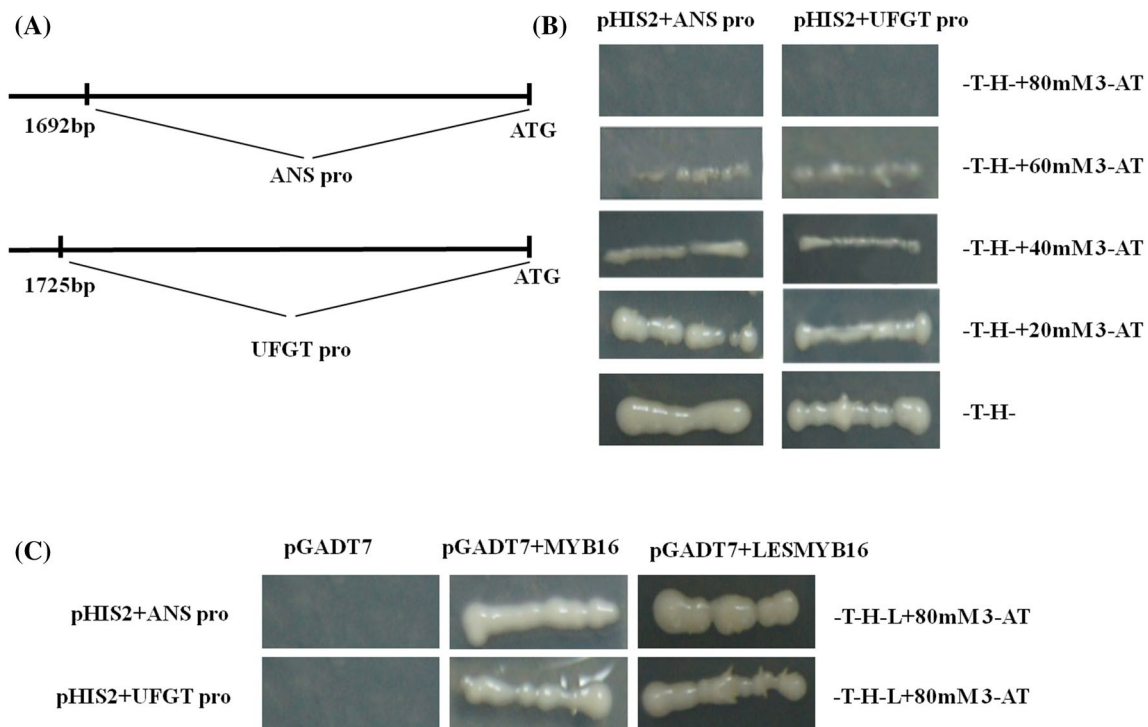 (A)
1692bp
ATG
ANS pro
1725bp
ATG
UFGT pro
(B)
pHIS2+ANS pro
pHIS2+UFGT pro
-T-H-+80mM3-AT
-T-H-+60mM3-AT
-T-H-+40mM3-AT
-T-H-+20mM3-AT
-T-H-
(C)
pGADT7
pGADT7+MYB16
pGADT7+LESMYB16
pHIS2+ANS pro
-T-H-L+80mM3-AT
pHIS2+UFGT pro
-T-H-L+80mM3-AT